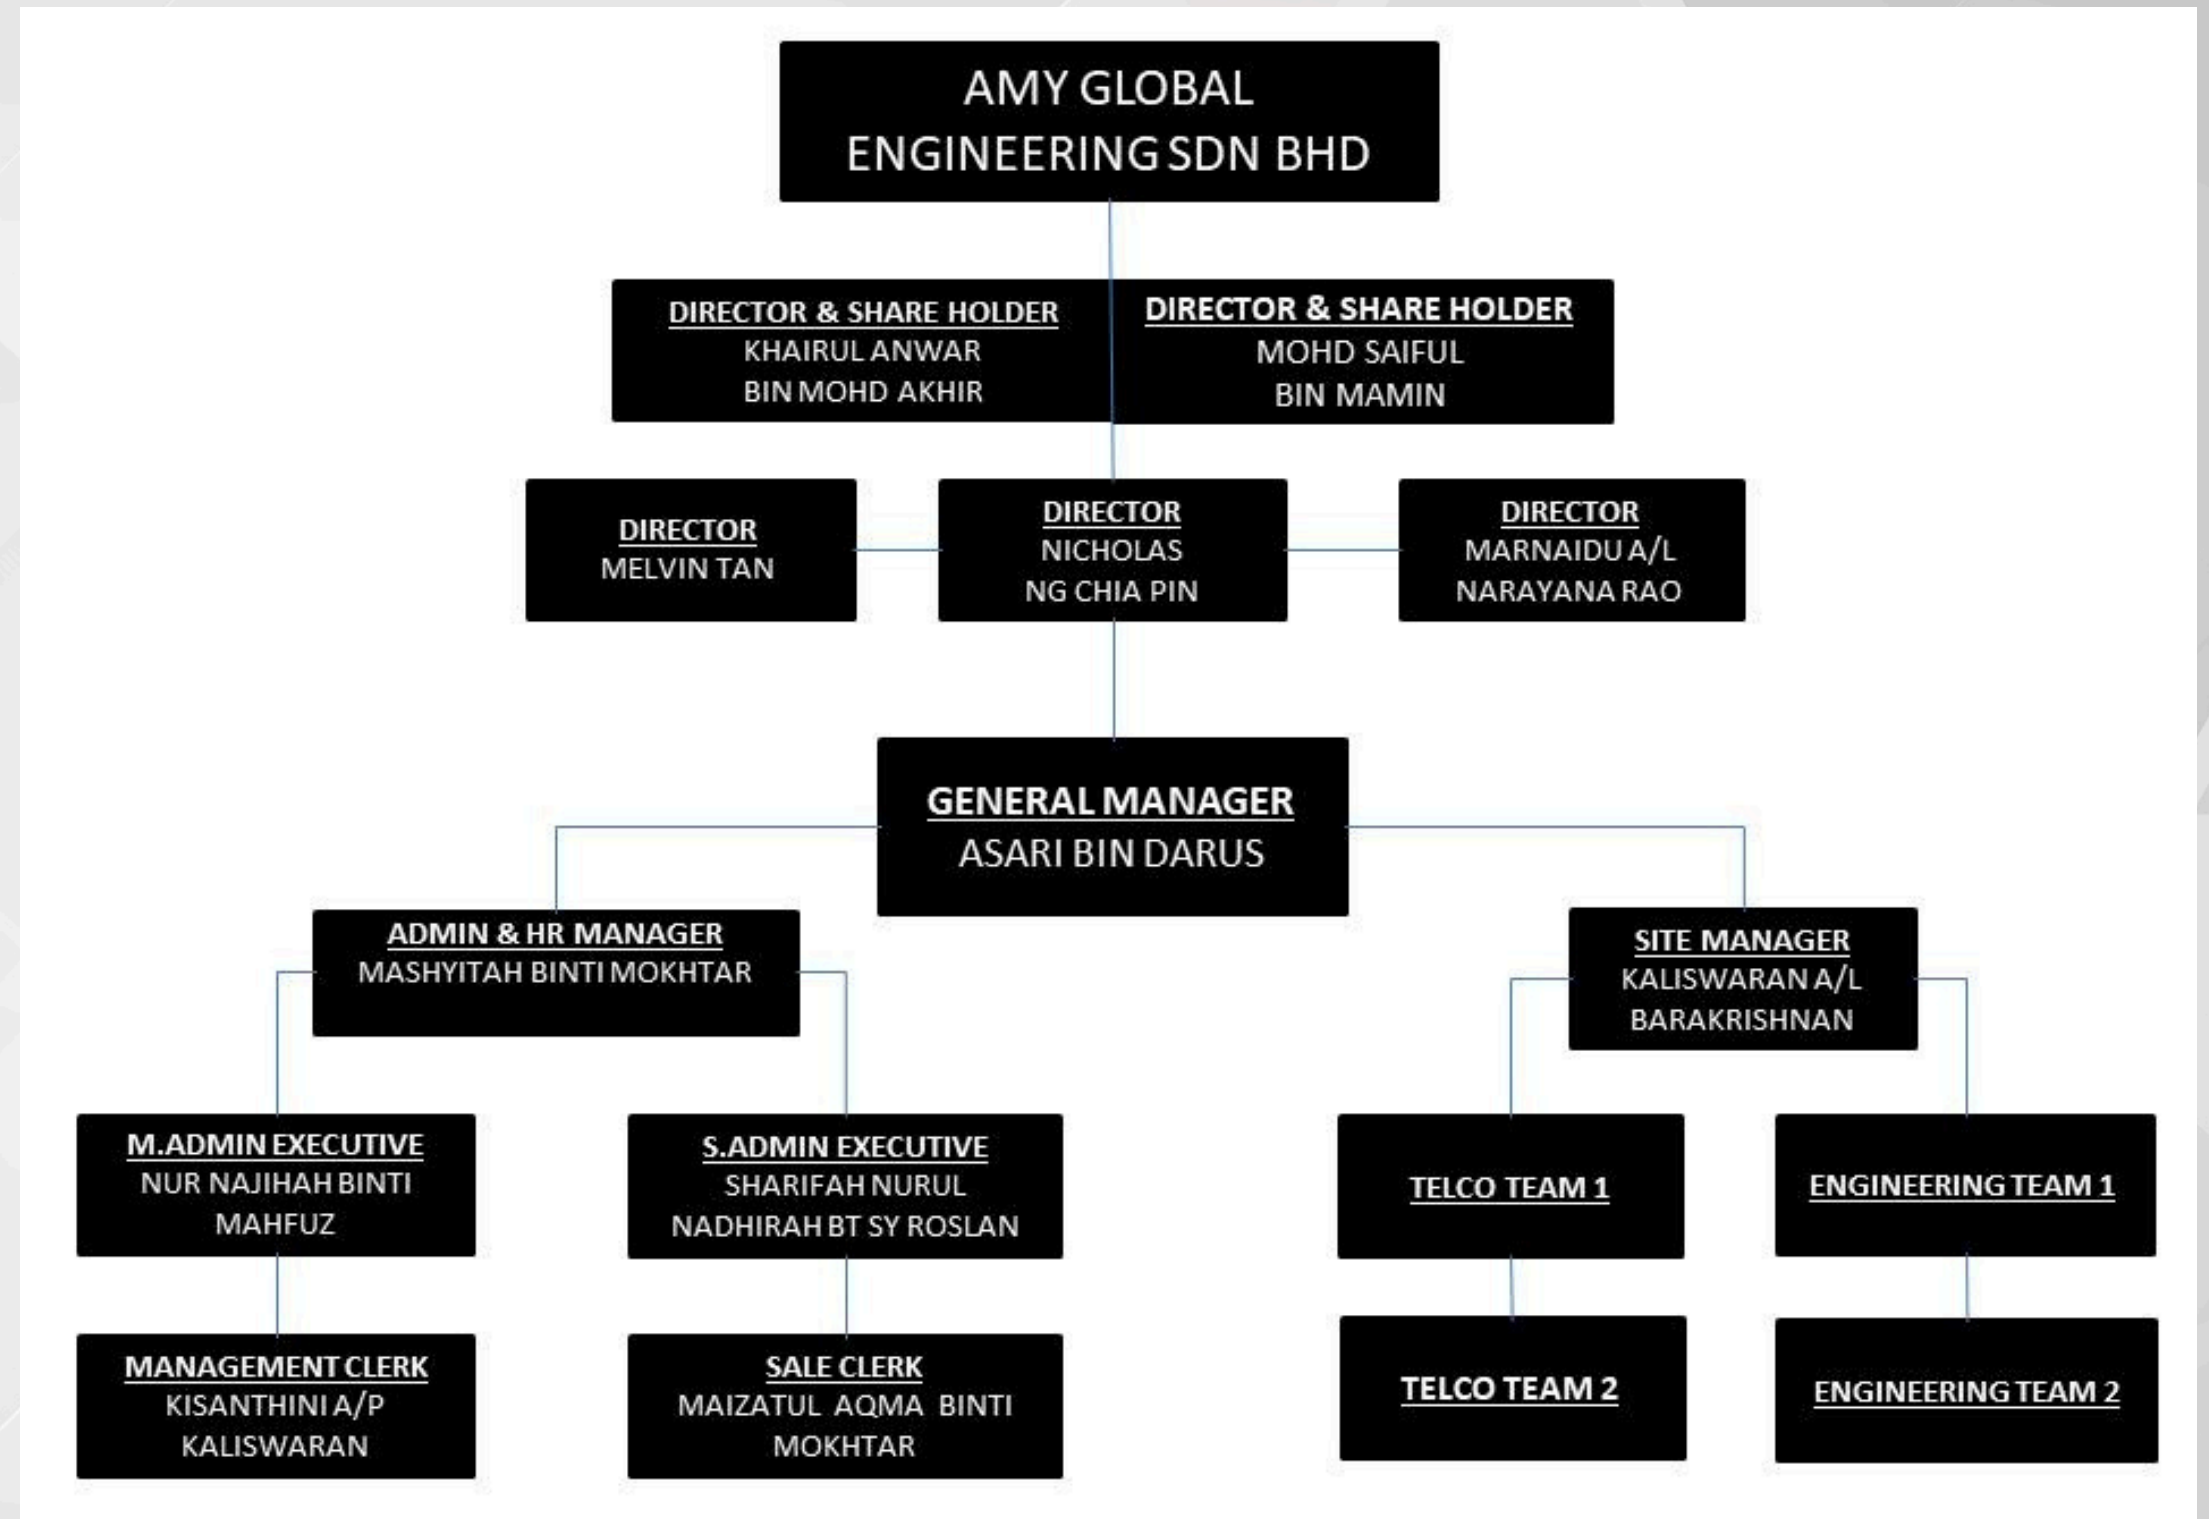 AMY GLOBAL
ENGINEERING SDN BHD
DIRECTOR & SHARE HOLDER
KHAIRUL ANWAR
BIN MOHD AKHIR
DIRECTOR & SHARE HOLDER
MOHD SAIFUL
BIN MAMIN
DIRECTOR
MELVIN TAN
DIRECTOR
NICHOLAS
NG CHIA PIN
DIRECTOR
MARNAIDU A/L
NARAYANA RAO
GENERAL MANAGER
ASARI BIN DARUS
ADMIN & HR MANAGER
MASHYITAH BINTI MOKHTAR
SITE MANAGER
KALISWARAN A/L
BARAKRISHNAN
M.ADMIN EXECUTIVE
NUR NAJIHAH BINTI
MAHFUZ
S.ADMIN EXECUTIVE
SHARIFAH NURUL
NADHIRAH BT SY ROSLAN
TELCO TEAM 1
ENGINEERING TEAM 1
MANAGEMENT CLERK
KISANTHINI A/P
KALISWARAN
SALE CLERK
MAIZATUL AQMA BINTI
MOKHTAR
TELCO TEAM 2
ENGINEERING TEAM 2